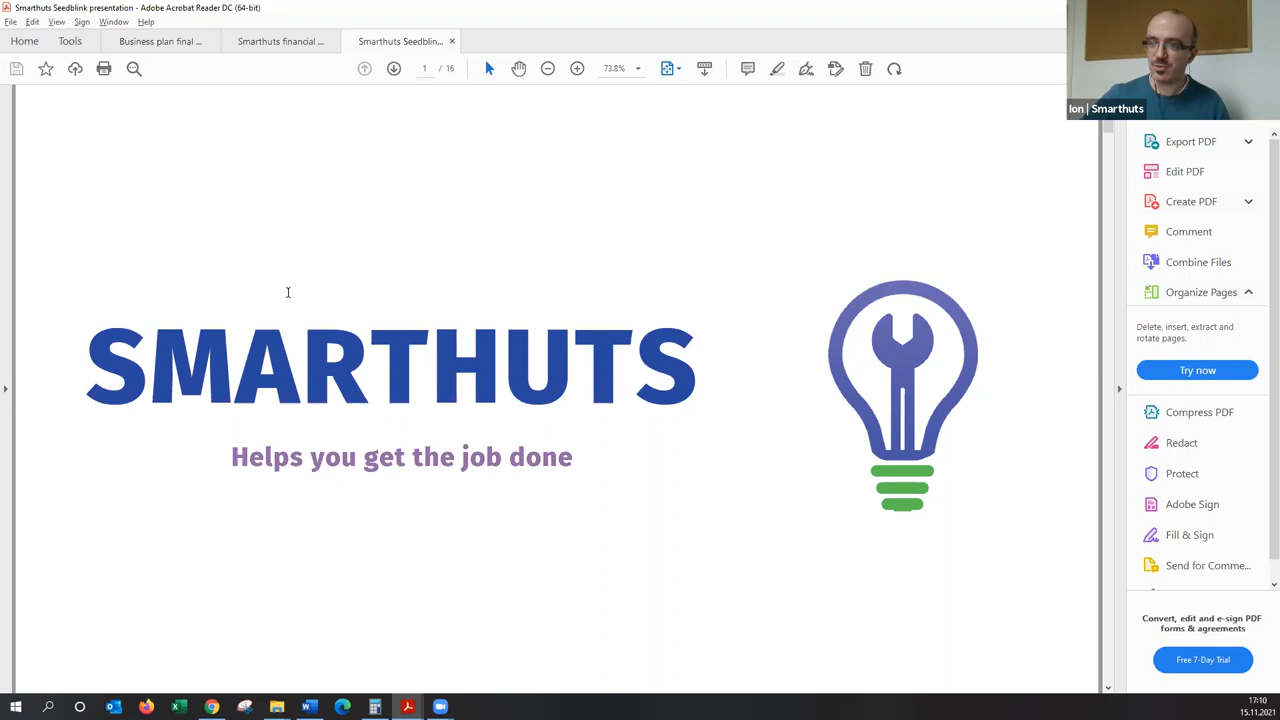 Smarthuts Seedblink presentation - Adobe Acrobat Reader DC (64-bit)
File Edit View Sign Window Help
Home Tools Business plan final ... Smarthuts financial ... Smarthuts Seedblin... ×
1 / 16 73.8%
Ion | Smarthuts
Export PDF
Edit PDF
Create PDF
Comment
Combine Files
Organize Pages
Delete, insert, extract and
rotate pages.
Try now
Compress PDF
Redact
Protect
Adobe Sign
Fill & Sign
Send for Comme...
Convert, edit and e-sign PDF
forms & agreements
Free 7-Day Trial
SMARTHUTS
Helps you get the job done
17:10
15.11.2021